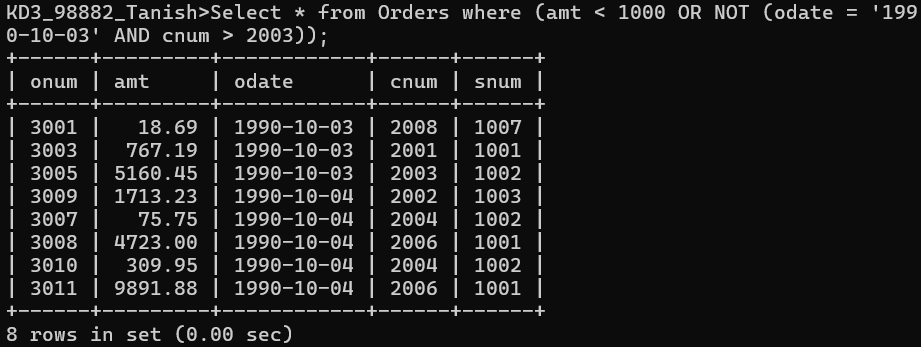 KD3_98882_Tanish>Select * from Orders where (amt < 1000 OR NOT (odate = '199
0-10-03' AND cnum > 2003));
+------+---------+------------+------+------+
| onum | amt     | odate      | cnum | snum |
+------+---------+------------+------+------+
| 3001 |   18.69 | 1990-10-03 | 2008 | 1007 |
| 3003 |  767.19 | 1990-10-03 | 2001 | 1001 |
| 3005 | 5160.45 | 1990-10-03 | 2003 | 1002 |
| 3009 | 1713.23 | 1990-10-04 | 2002 | 1003 |
| 3007 |   75.75 | 1990-10-04 | 2004 | 1002 |
| 3008 | 4723.00 | 1990-10-04 | 2006 | 1001 |
| 3010 |  309.95 | 1990-10-04 | 2004 | 1002 |
| 3011 | 9891.88 | 1990-10-04 | 2006 | 1001 |
+------+---------+------------+------+------+
8 rows in set (0.00 sec)